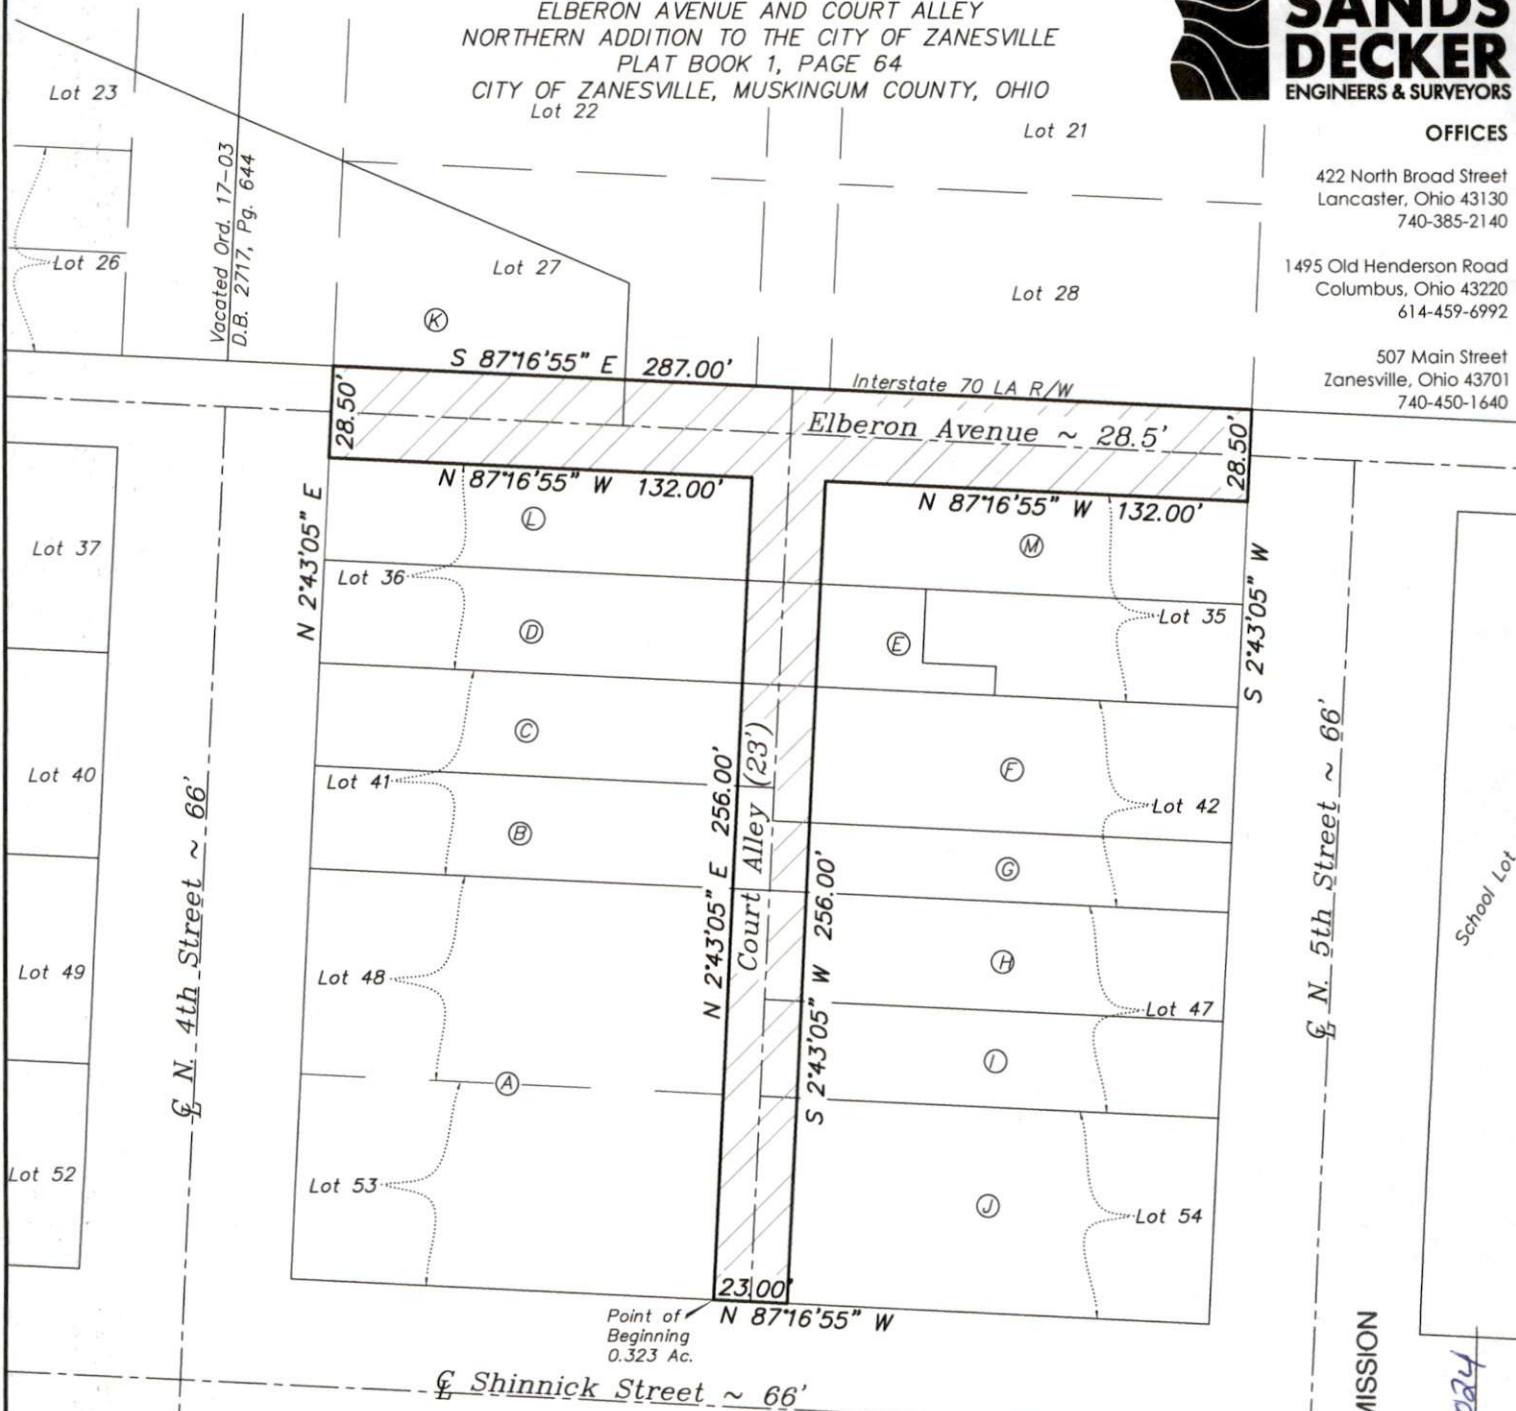 ELBERON AVENUE AND COURT ALLEY
NORTHERN ADDITION TO THE CITY OF ZANESVILLE
PLAT BOOK 1, PAGE 64
CITY OF ZANESVILLE, MUSKINGUM COUNTY, OHIO
SANDS
DECKER
ENGINEERS & SURVEYORS
OFFICES
422 North Broad Street
Lancaster, Ohio 43130
740-385-2140
1495 Old Henderson Road
Columbus, Ohio 43220
614-459-6992
507 Main Street
Zanesville, Ohio 43701
740-450-1640
Lot 23
Lot 22
Lot 21
Vacated Ord. 17-03
D.B. 2717, Pg. 644
Lot 26
Lot 27
Lot 28
K
S 87°16'55" E 287.00'
Interstate 70 LA R/W
28.50'
Elberon Avenue ~ 28.5'
28.50'
N 87°16'55" W 132.00'
N 87°16'55" W 132.00'
N 2°43'05" E
L
M
Lot 37
Lot 36
Lot 35
S 2°43'05" W
D
E
C
Court Alley (23')
F
Lot 40
Lot 41
Lot 42
B
N 2°43'05" E 256.00'
S 2°43'05" W 256.00'
G
℄ N. 4th Street ~ 66'
℄ N. 5th Street ~ 66'
School Lot
Lot 49
Lot 48
H
Lot 47
I
A
Lot 52
Lot 53
J
Lot 54
23.00'
N 87°16'55" W
Point of
Beginning
0.323 Ac.
℄ Shinnick Street ~ 66'
MISSION
024